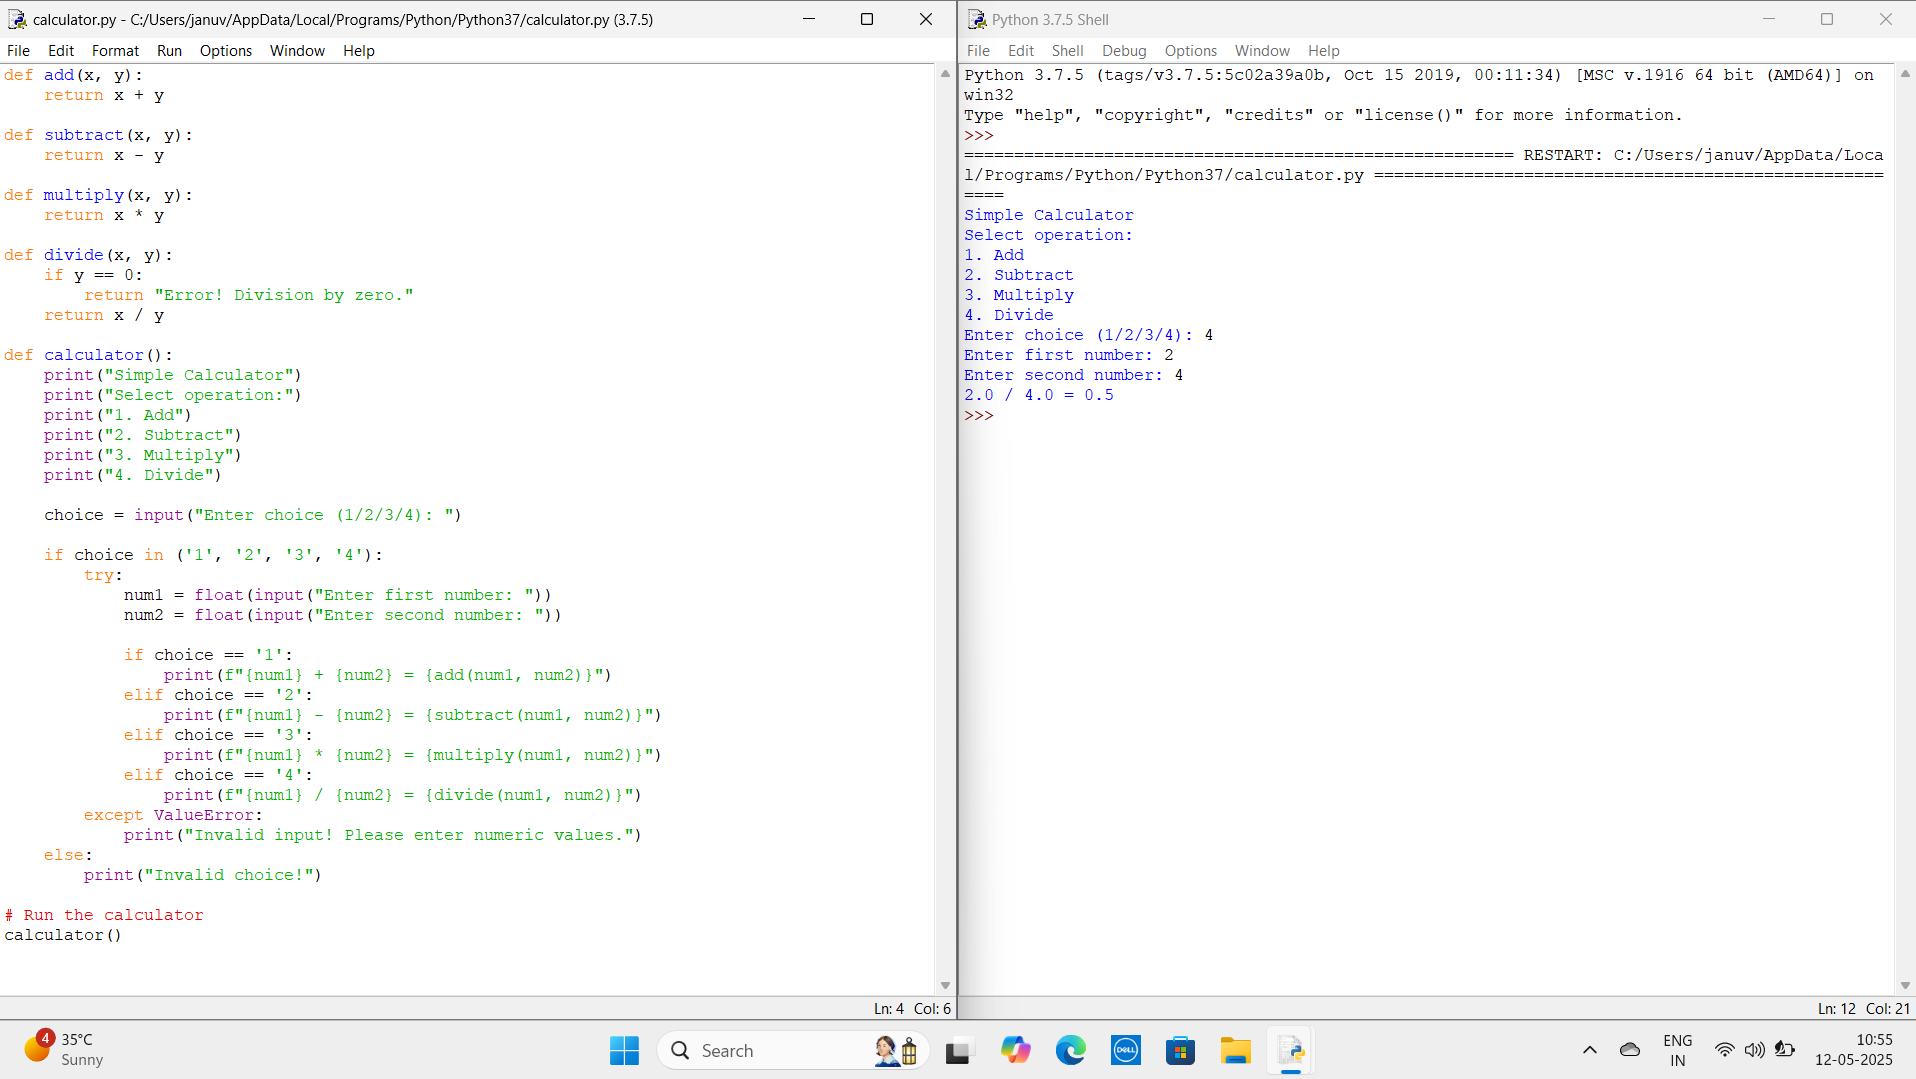 calculator.py - C:/Users/januv/AppData/Local/Programs/Python/Python37/calculator.py (3.7.5)
File Edit Format Run Options Window Help
def add(x, y):
    return x + y

def subtract(x, y):
    return x - y

def multiply(x, y):
    return x * y

def divide(x, y):
    if y == 0:
        return "Error! Division by zero."
    return x / y

def calculator():
    print("Simple Calculator")
    print("Select operation:")
    print("1. Add")
    print("2. Subtract")
    print("3. Multiply")
    print("4. Divide")

    choice = input("Enter choice (1/2/3/4): ")

    if choice in ('1', '2', '3', '4'):
        try:
            num1 = float(input("Enter first number: "))
            num2 = float(input("Enter second number: "))

            if choice == '1':
                print(f"{num1} + {num2} = {add(num1, num2)}")
            elif choice == '2':
                print(f"{num1} - {num2} = {subtract(num1, num2)}")
            elif choice == '3':
                print(f"{num1} * {num2} = {multiply(num1, num2)}")
            elif choice == '4':
                print(f"{num1} / {num2} = {divide(num1, num2)}")
        except ValueError:
            print("Invalid input! Please enter numeric values.")
    else:
        print("Invalid choice!")

# Run the calculator
calculator()
Ln: 4 Col: 6
Python 3.7.5 Shell
File Edit Shell Debug Options Window Help
Python 3.7.5 (tags/v3.7.5:5c02a39a0b, Oct 15 2019, 00:11:34) [MSC v.1916 64 bit (AMD64)] on
win32
Type "help", "copyright", "credits" or "license()" for more information.
>>>
======================================================= RESTART: C:/Users/januv/AppData/Loca
l/Programs/Python/Python37/calculator.py ===================================================
====
Simple Calculator
Select operation:
1. Add
2. Subtract
3. Multiply
4. Divide
Enter choice (1/2/3/4): 4
Enter first number: 2
Enter second number: 4
2.0 / 4.0 = 0.5
>>>
Ln: 12 Col: 21
4
35°C
Sunny
Search
DELL
ENG
IN
10:55
12-05-2025